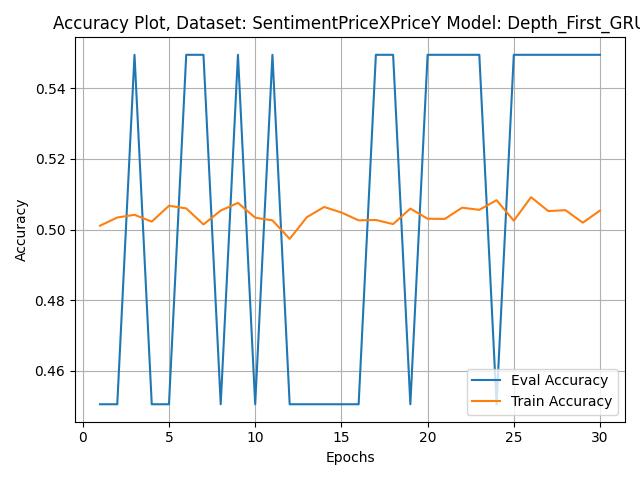 Accuracy Plot, Dataset: SentimentPriceXPriceY Model: Depth_First_GRU
0.54
0.52
0.50
0.48
0.46
Accuracy
0 5 10 15 20 25 30
Epochs
Eval Accuracy
Train Accuracy